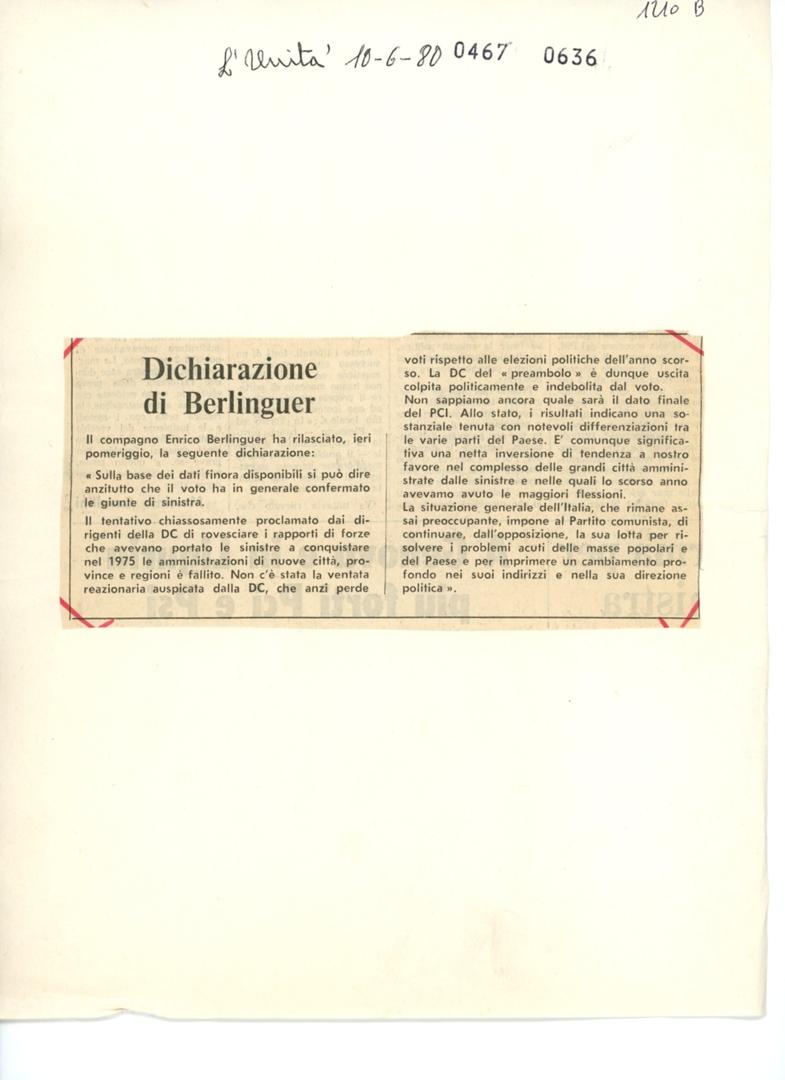 1210 B
L'Unità 10-6-80 0467 0636
Dichiarazione
di Berlinguer
Il compagno Enrico Berlinguer ha rilasciato, ieri
pomeriggio, la seguente dichiarazione:
« Sulla base dei dati finora disponibili si può dire
anzitutto che il voto ha in generale confermato
le giunte di sinistra.
Il tentativo chiassosamente proclamato dai di-
rigenti della DC di rovesciare i rapporti di forze
che avevano portato le sinistre a conquistare
nel 1975 le amministrazioni di nuove città, pro-
vince e regioni è fallito. Non c'è stata la ventata
reazionaria auspicata dalla DC, che anzi perde
voti rispetto alle elezioni politiche dell'anno scor-
so. La DC del « preambolo » è dunque uscita
colpita politicamente e indebolita dal voto.
Non sappiamo ancora quale sarà il dato finale
del PCI. Allo stato, i risultati indicano una so-
stanziale tenuta con notevoli differenziazioni tra
le varie parti del Paese. E' comunque significa-
tiva una netta inversione di tendenza a nostro
favore nel complesso delle grandi città ammini-
strate dalle sinistre e nelle quali lo scorso anno
avevamo avuto le maggiori flessioni.
La situazione generale dell'Italia, che rimane as-
sai preoccupante, impone al Partito comunista, di
continuare, dall'opposizione, la sua lotta per ri-
solvere i problemi acuti delle masse popolari e
del Paese e per imprimere un cambiamento pro-
fondo nei suoi indirizzi e nella sua direzione
politica ».